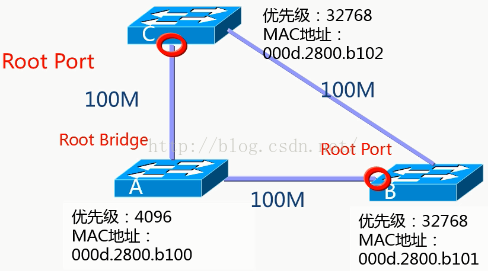 C
优先级：32768
MAC地址：
000d.2800.b102
Root Port
100M
100M
http://blog.csdn.net/
Root Bridge
Root Port
A
B
100M
优先级：4096
MAC地址：
000d.2800.b100
优先级：32768
MAC地址：
000d.2800.b101